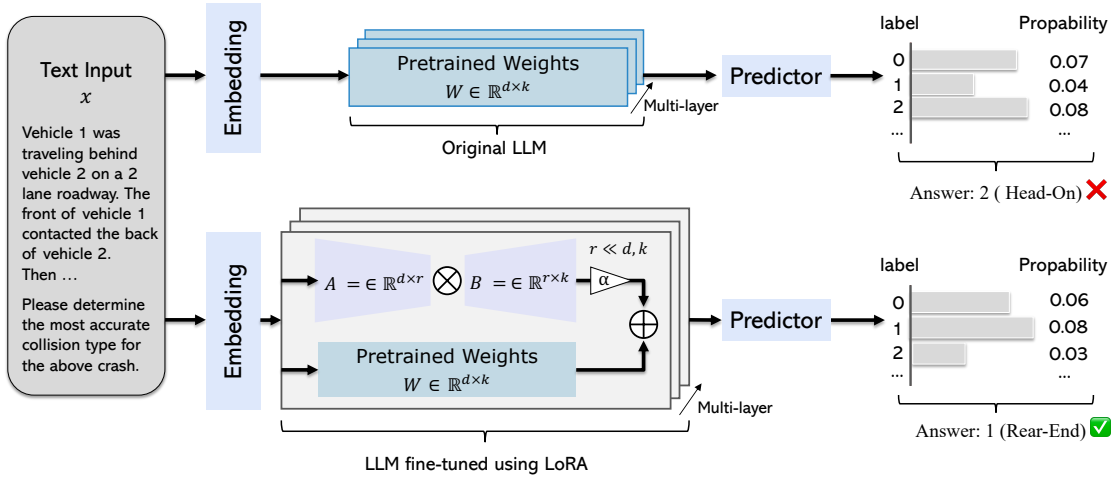 Text Input
x
Vehicle 1 was
traveling behind
vehicle 2 on a 2
lane roadway. The
front of vehicle 1
contacted the back
of vehicle 2.
Then ...
Please determine
the most accurate
collision type for
the above crash.
Embedding
Pretrained Weights
W ∈ ℝ^{d×k}
Multi-layer
Original LLM
Predictor
label Propability
0 0.07
1 0.04
2 0.08
... ...
Answer: 2 ( Head-On)
Embedding
A = ∈ ℝ^{d×r}
B = ∈ ℝ^{r×k}
r ≪ d, k
α
Pretrained Weights
W ∈ ℝ^{d×k}
Multi-layer
LLM fine-tuned using LoRA
Predictor
label Propability
0 0.06
1 0.08
2 0.03
... ...
Answer: 1 (Rear-End)